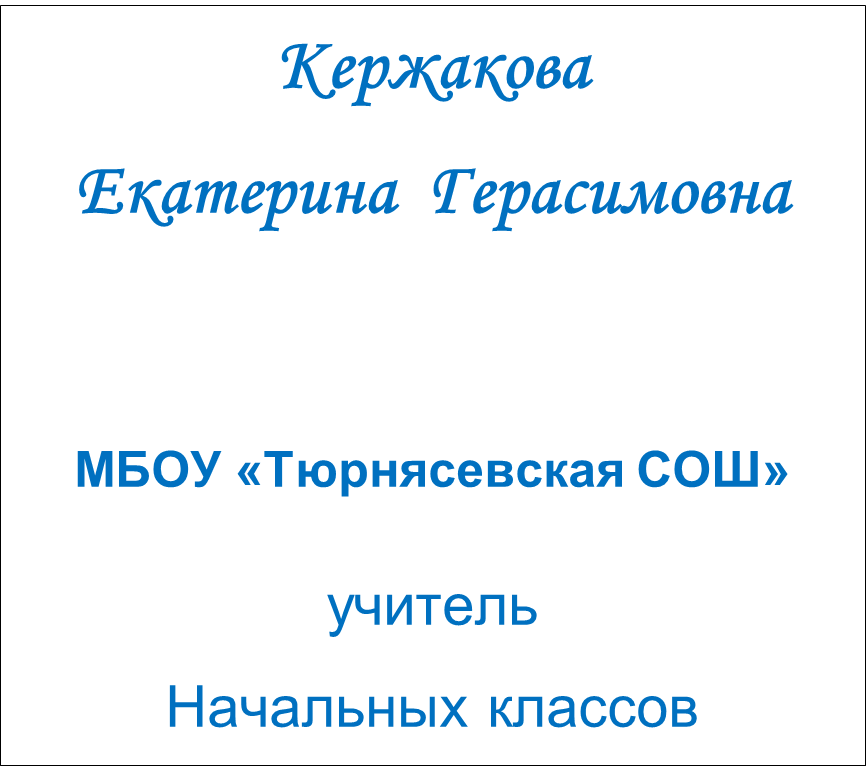 Кержакова
Екатерина Герасимовна
МБОУ «Тюрнясевская СОШ»
учитель
Начальных классов